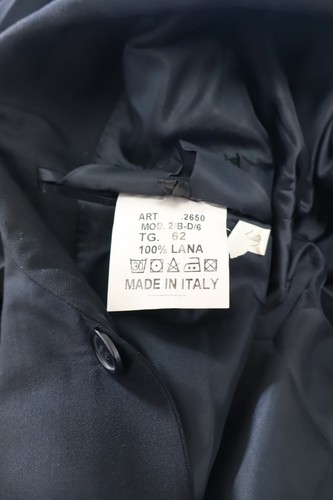 ART .2650
MOD. 2/B-D/6
TG. 62
100% LANA
MADE IN ITALY